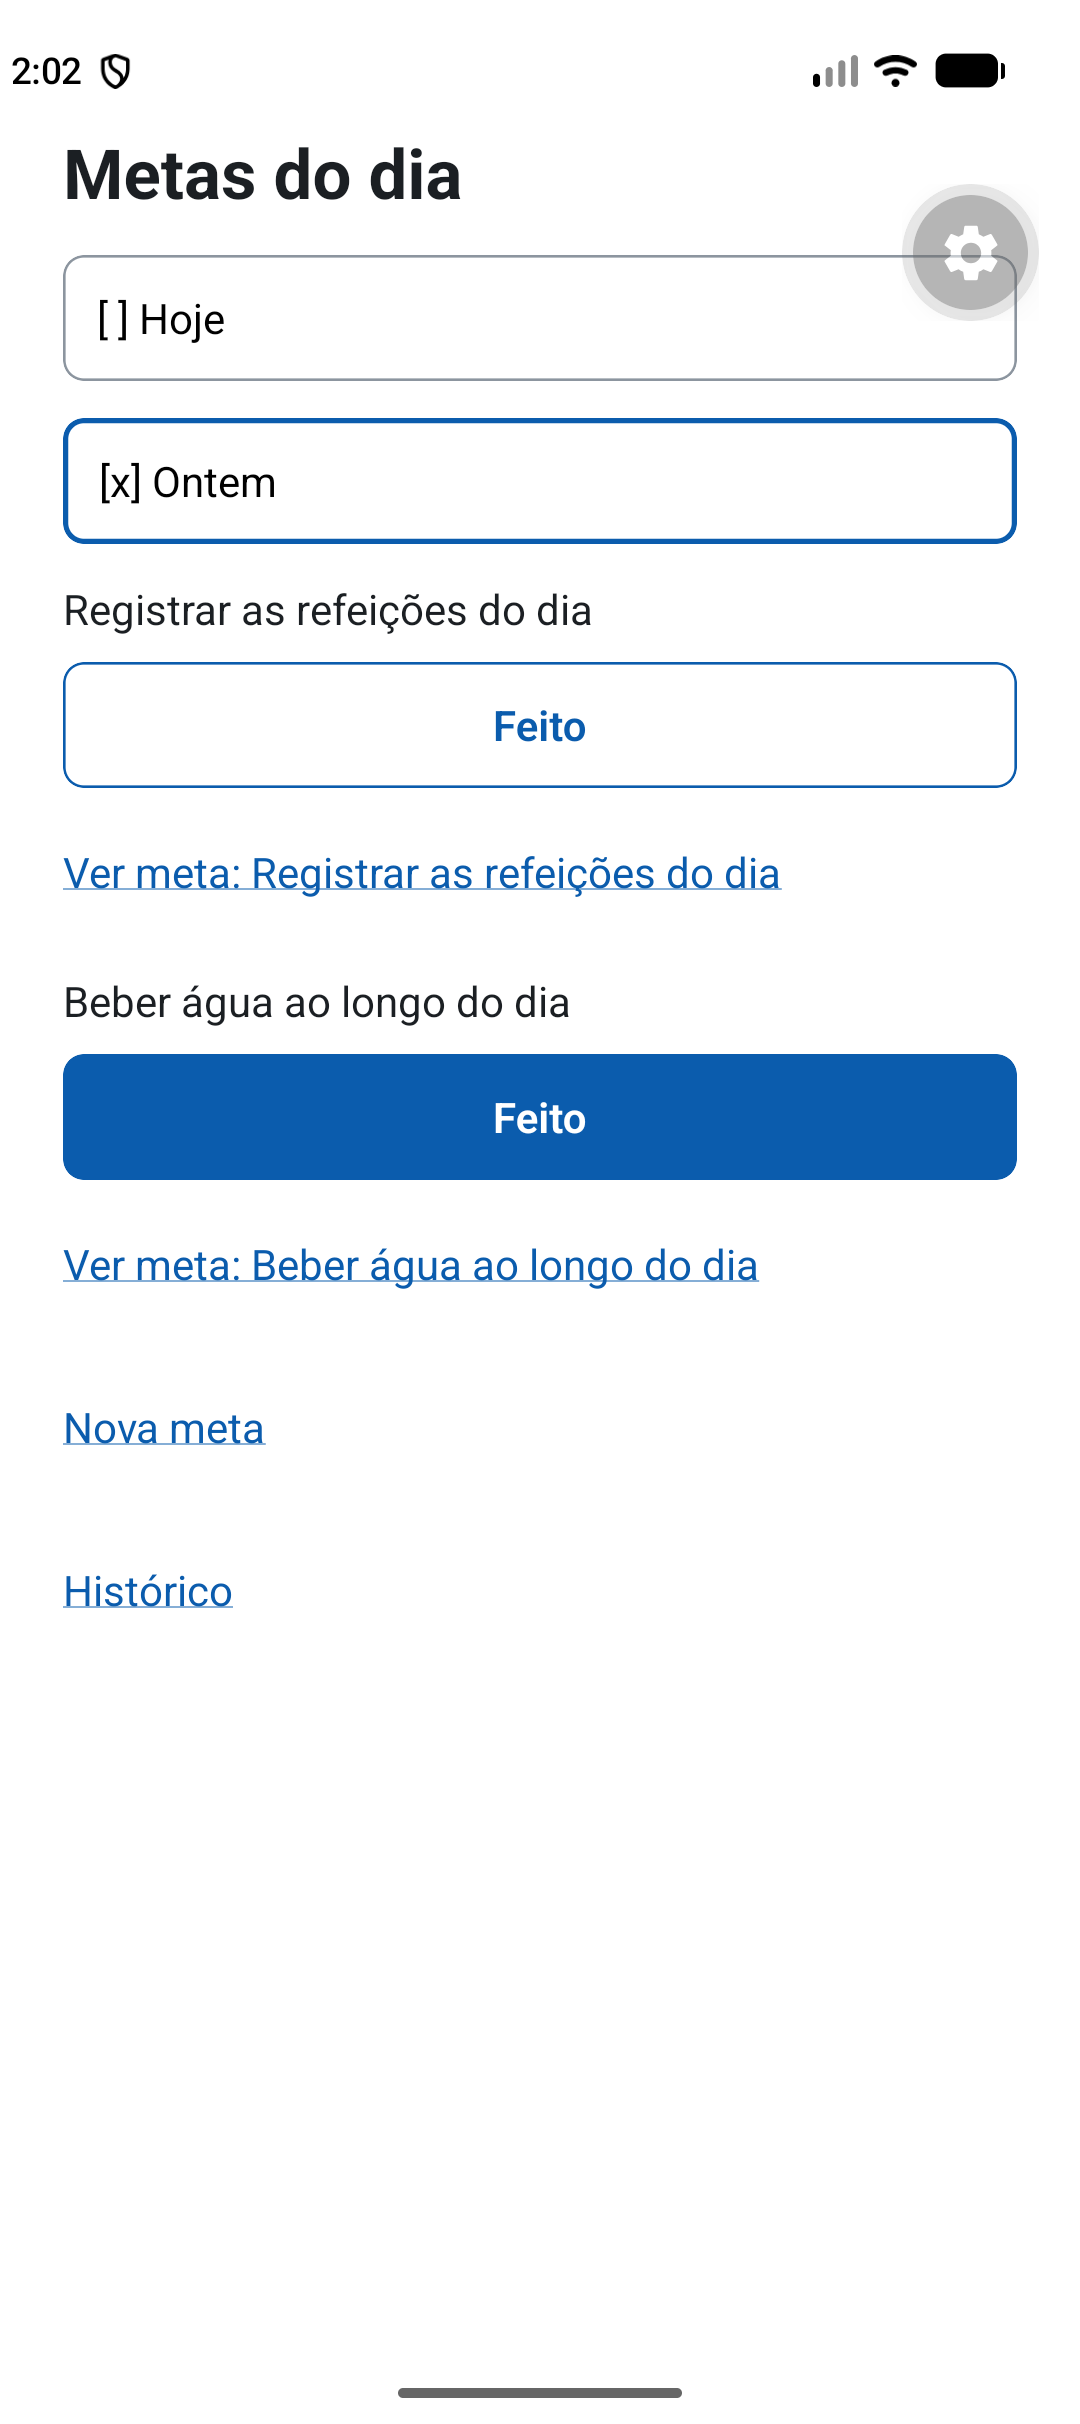 2:02
Metas do dia
[ ] Hoje
[x] Ontem
Registrar as refeições do dia
Feito
Ver meta: Registrar as refeições do dia
Beber água ao longo do dia
Feito
Ver meta: Beber água ao longo do dia
Nova meta
Histórico